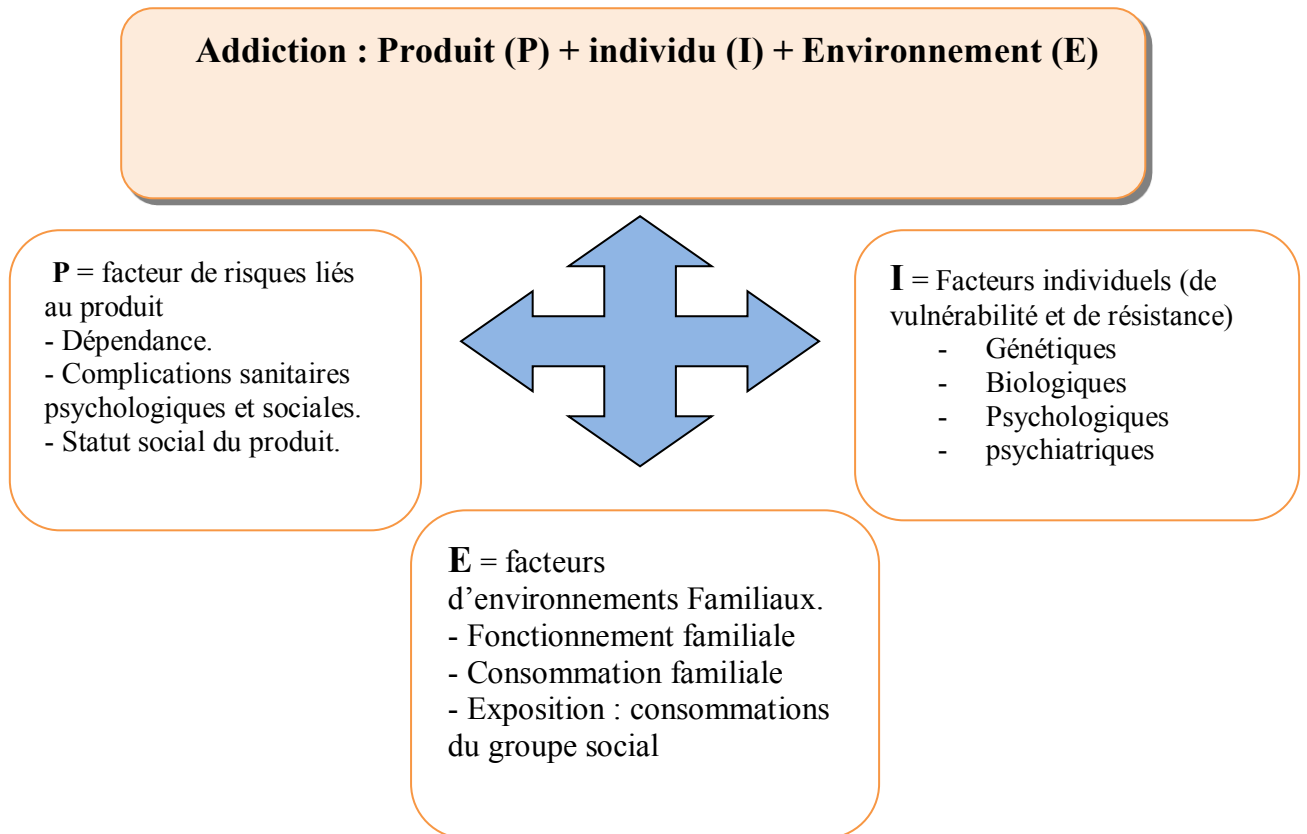 Addiction : Produit (P) + individu (I) + Environnement (E)
P = facteur de risques liés
au produit
- Dépendance.
- Complications sanitaires
psychologiques et sociales.
- Statut social du produit.
I = Facteurs individuels (de
vulnérabilité et de résistance)
- Génétiques
- Biologiques
- Psychologiques
- psychiatriques
E = facteurs
d’environnements Familiaux.
- Fonctionnement familiale
- Consommation familiale
- Exposition : consommations
du groupe social